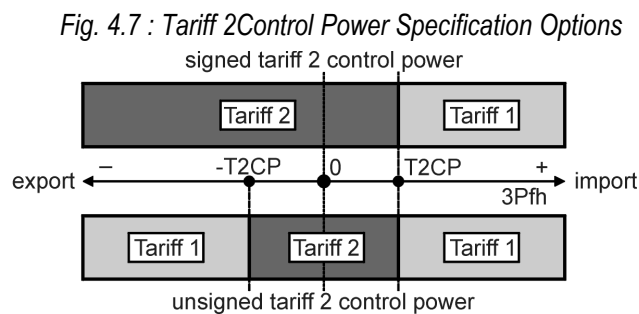 Fig. 4.7 : Tariff 2Control Power Specification Options
signed tariff 2 control power
Tariff 2 Tariff 1
– -T2CP 0 T2CP +
export import
3Pfh
Tariff 1 Tariff 2 Tariff 1
unsigned tariff 2 control power